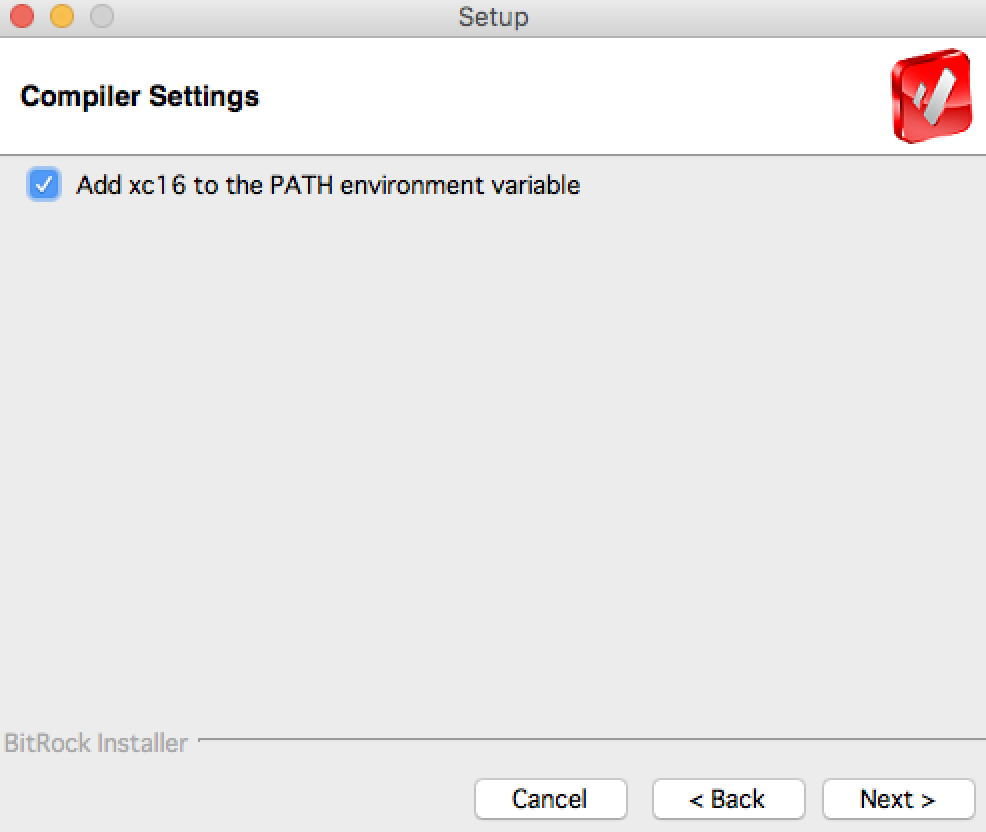 Setup
Compiler Settings
Add xc16 to the PATH environment variable
BitRock Installer
Cancel
< Back
Next >